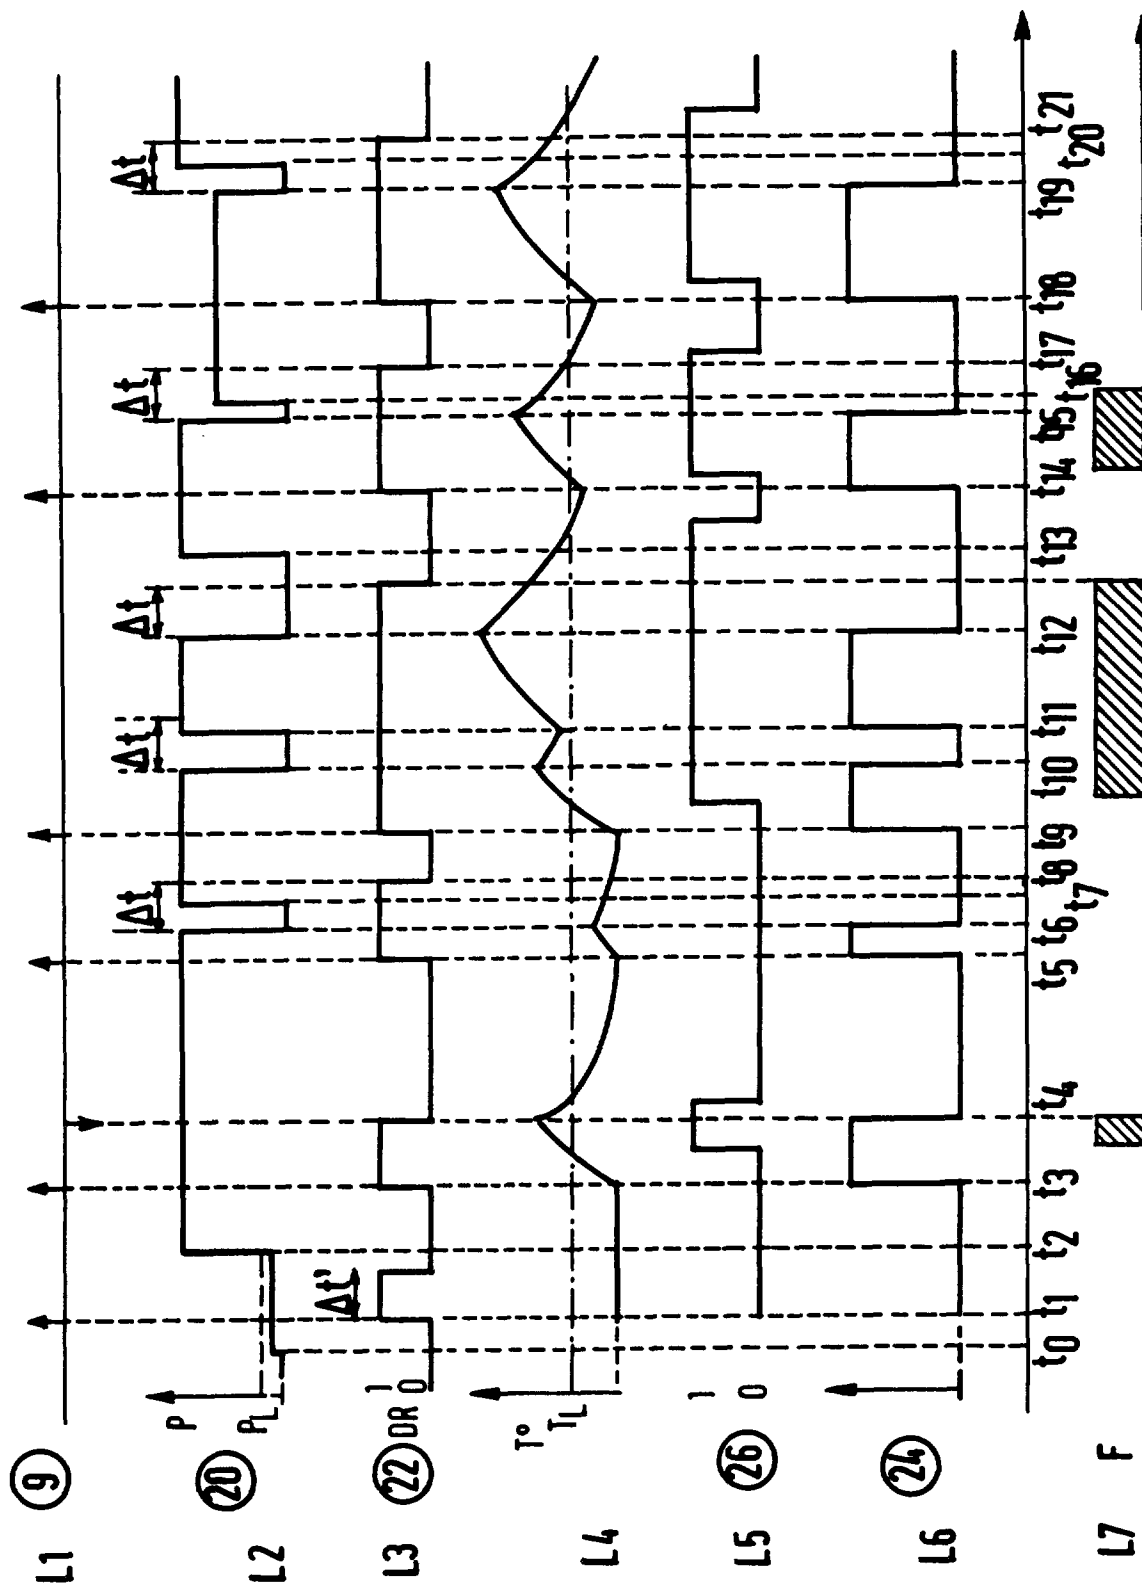 L1 9
Δt Δt Δt Δt Δt
L2 20 P PL
Δt'
L3 22 DR 1 0
L4 T° TL
L5 26 1 0
L6 24
t0 t1 t2 t3 t4 t5 t6 t7 t8 t9 t10 t11 t12 t13 t14 t15 t16 t17 t18 t19 t20 t21
L7 F